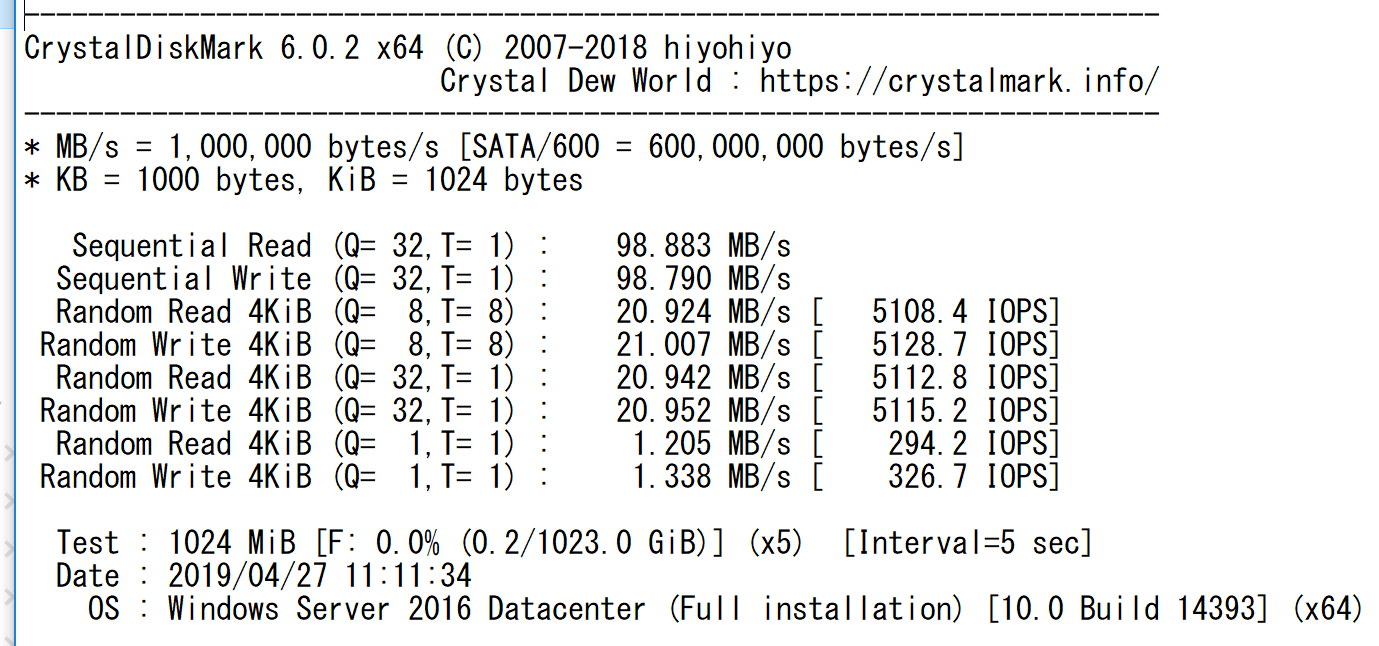 ------------------------------------------------------------------------
CrystalDiskMark 6.0.2 x64 (C) 2007-2018 hiyohiyo
Crystal Dew World : https://crystalmark.info/
------------------------------------------------------------------------
* MB/s = 1,000,000 bytes/s [SATA/600 = 600,000,000 bytes/s]
* KB = 1000 bytes, KiB = 1024 bytes
Sequential Read (Q= 32,T= 1) : 98.883 MB/s
Sequential Write (Q= 32,T= 1) : 98.790 MB/s
Random Read 4KiB (Q= 8,T= 8) : 20.924 MB/s [ 5108.4 IOPS]
Random Write 4KiB (Q= 8,T= 8) : 21.007 MB/s [ 5128.7 IOPS]
Random Read 4KiB (Q= 32,T= 1) : 20.942 MB/s [ 5112.8 IOPS]
Random Write 4KiB (Q= 32,T= 1) : 20.952 MB/s [ 5115.2 IOPS]
Random Read 4KiB (Q= 1,T= 1) : 1.205 MB/s [ 294.2 IOPS]
Random Write 4KiB (Q= 1,T= 1) : 1.338 MB/s [ 326.7 IOPS]
Test : 1024 MiB [F: 0.0% (0.2/1023.0 GiB)] (x5) [Interval=5 sec]
Date : 2019/04/27 11:11:34
OS : Windows Server 2016 Datacenter (Full installation) [10.0 Build 14393] (x64)